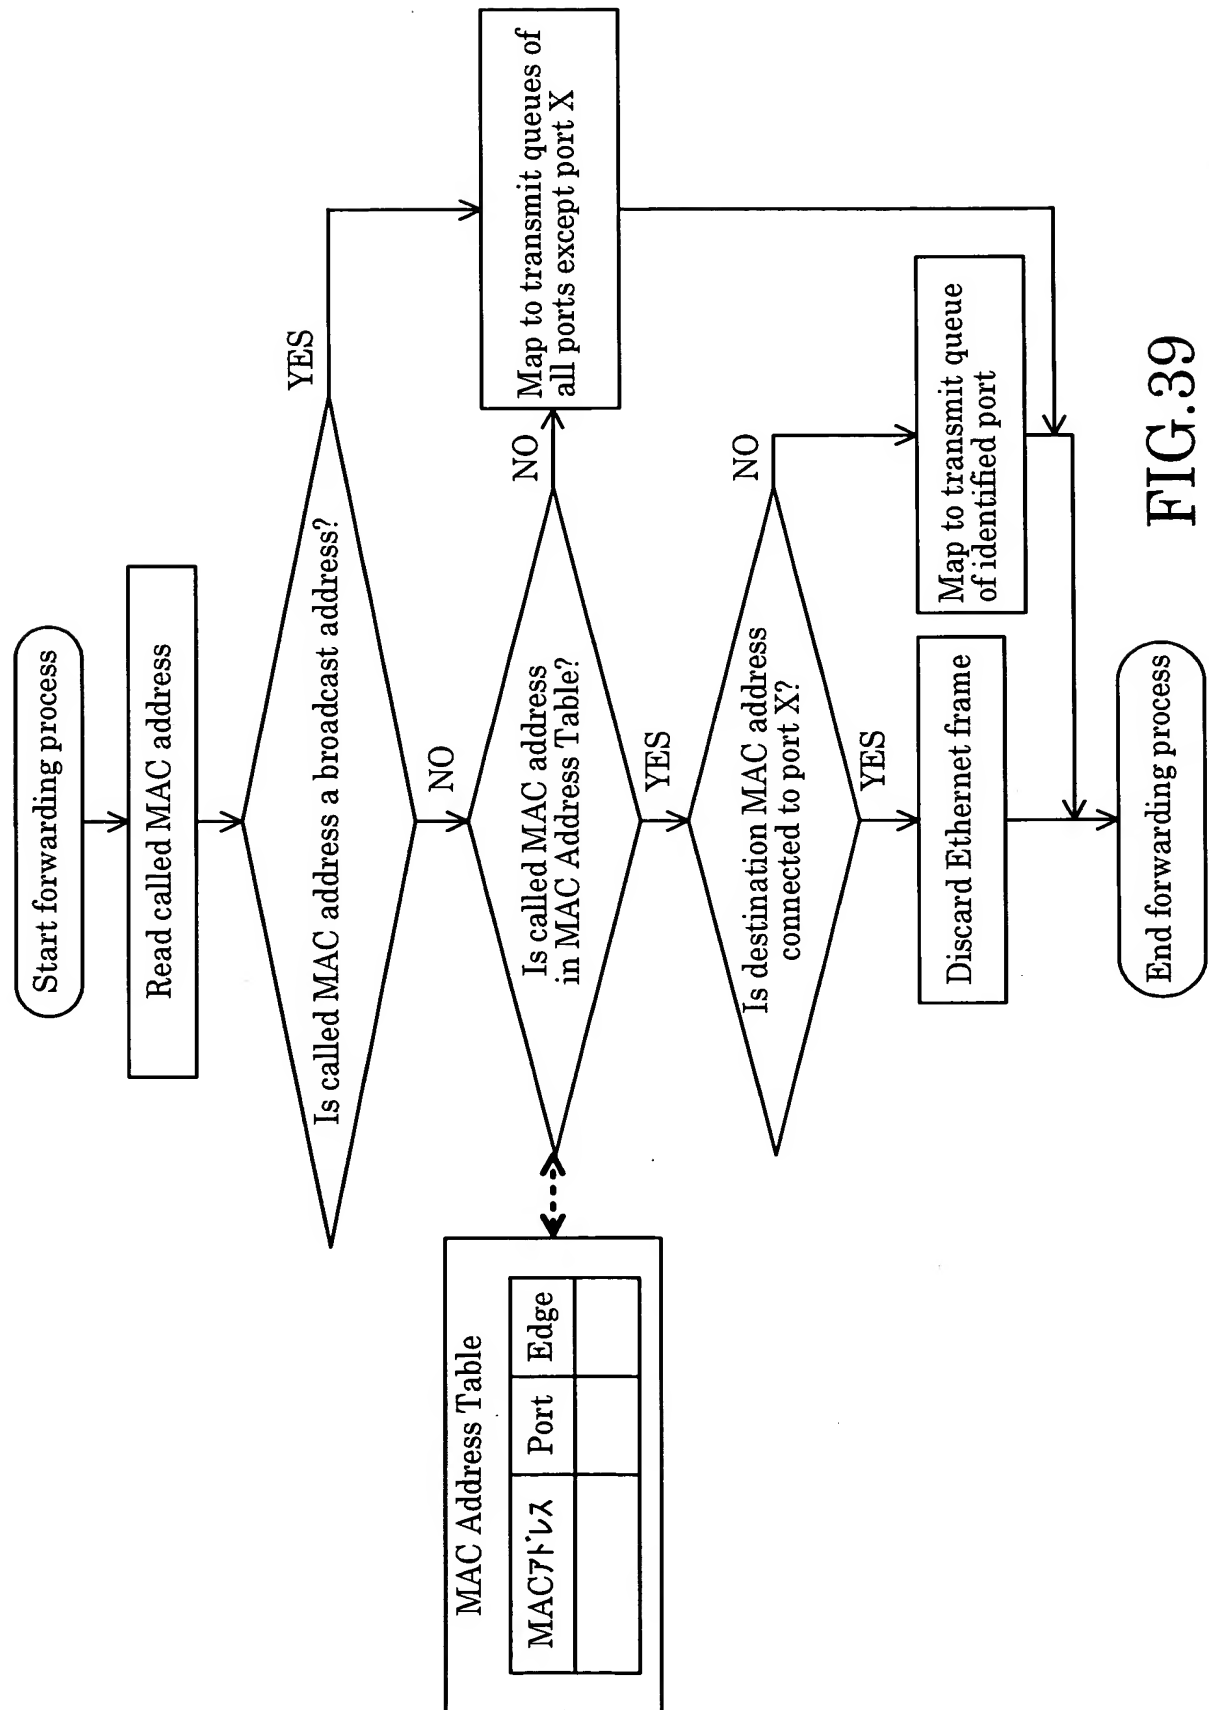 Start forwarding process
Read called MAC address
Is called MAC address a broadcast address?
YES
NO
MAC Address Table
MACアドレス
Port
Edge
Is called MAC address
in MAC Address Table?
NO
YES
Map to transmit queues of
all ports except port X
Is destination MAC address
connected to port X?
NO
YES
Discard Ethernet frame
Map to transmit queue
of identified port
End forwarding process
FIG.39